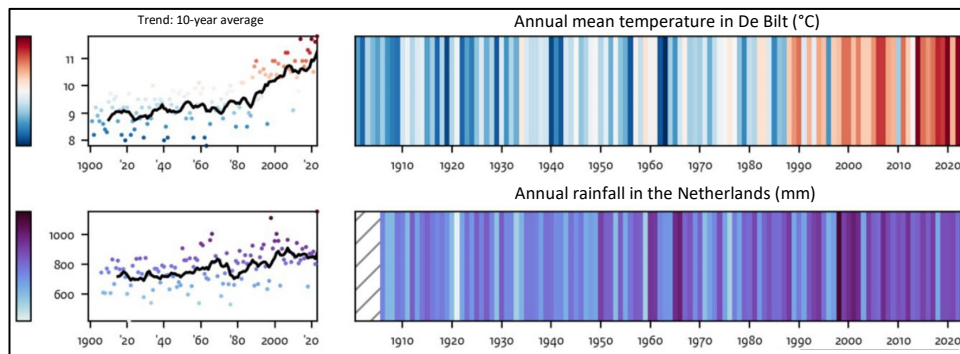 Trend: 10-year average
Annual mean temperature in De Bilt (°C)
11
10
9
8
1900 '20 '40 '60 '80 2000 '20
1910 1920 1930 1940 1950 1960 1970 1980 1990 2000 2010 2020
Annual rainfall in the Netherlands (mm)
1000
800
600
1900 '20 '40 '60 '80 2000 '20
1910 1920 1930 1940 1950 1960 1970 1980 1990 2000 2010 2020